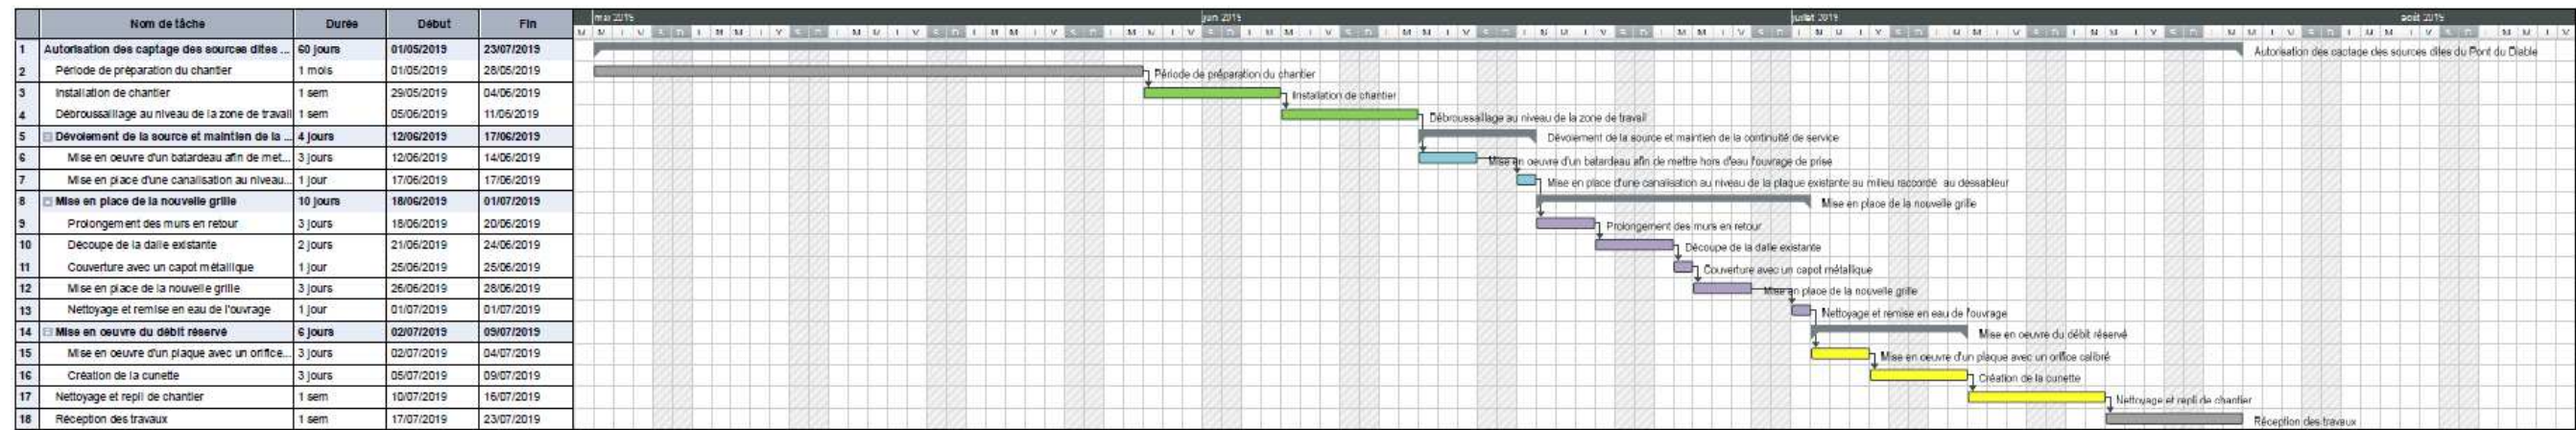 Nom de tâche Durée Début Fin mai 2019 juin 2019 juillet 2019 août 2019
1 Autorisation des captage des sources dites ... 60 jours 01/05/2019 23/07/2019 Autorisation des captage des sources dites du Pont du Diable
2 Période de préparation du chantier 1 mois 01/05/2019 28/05/2019 Période de préparation du chantier
3 Installation de chantier 1 sem 29/05/2019 04/06/2019 Installation de chantier
4 Débroussaillage au niveau de la zone de travail 1 sem 05/06/2019 11/06/2019 Débroussaillage au niveau de la zone de travail
5 Dévoiement de la source et maintien de la ... 4 jours 12/06/2019 17/06/2019 Dévoiement de la source et maintien de la continuité de service
6 Mise en oeuvre d'un batardeau afin de met... 3 jours 12/06/2019 14/06/2019 Mise en oeuvre d'un batardeau afin de mettre hors d'eau l'ouvrage de prise
7 Mise en place d'une canalisation au niveau... 1 jour 17/06/2019 17/06/2019 Mise en place d'une canalisation au niveau de la plaque existante au milieu raccordé au dessableur
8 Mise en place de la nouvelle grille 10 jours 18/06/2019 01/07/2019 Mise en place de la nouvelle grille
9 Prolongement des murs en retour 3 jours 18/06/2019 20/06/2019 Prolongement des murs en retour
10 Découpe de la dalle existante 2 jours 21/06/2019 24/06/2019 Découpe de la dalle existante
11 Couverture avec un capot métallique 1 jour 25/06/2019 25/06/2019 Couverture avec un capot métallique
12 Mise en place de la nouvelle grille 3 jours 26/06/2019 28/06/2019 Mise en place de la nouvelle grille
13 Nettoyage et remise en eau de l'ouvrage 1 jour 01/07/2019 01/07/2019 Nettoyage et remise en eau de l'ouvrage
14 Mise en oeuvre du débit réservé 6 jours 02/07/2019 09/07/2019 Mise en oeuvre du débit réservé
15 Mise en oeuvre d'un plaque avec un orifice... 3 jours 02/07/2019 04/07/2019 Mise en oeuvre d'un plaque avec un orifice calibré
16 Création de la cunette 3 jours 05/07/2019 09/07/2019 Création de la cunette
17 Nettoyage et repli de chantier 1 sem 10/07/2019 16/07/2019 Nettoyage et repli de chantier
18 Réception des travaux 1 sem 17/07/2019 23/07/2019 Réception des travaux